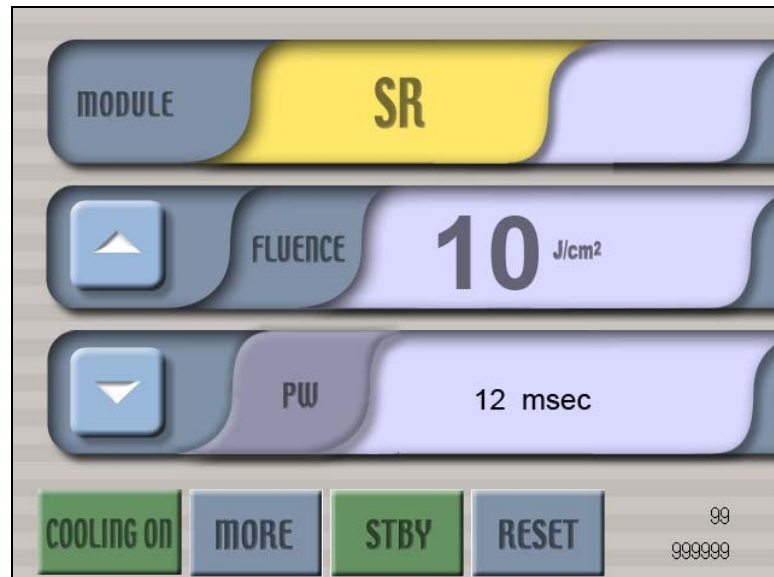 MODULE SR
FLUENCE 10 J/cm²
PW 12 msec
COOLING ON MORE STBY RESET 99
999999